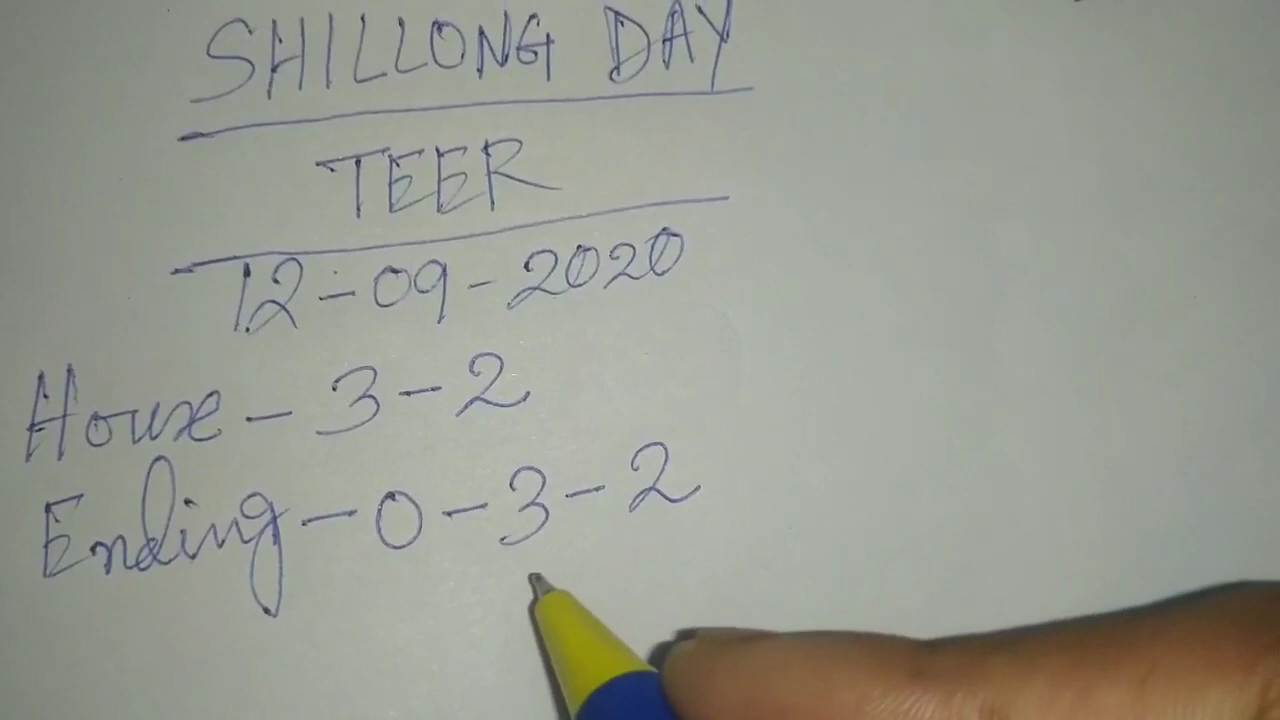 SHILLONG DAY
TEER
12-09-2020
House - 3 - 2
Ending - 0 - 3 - 2